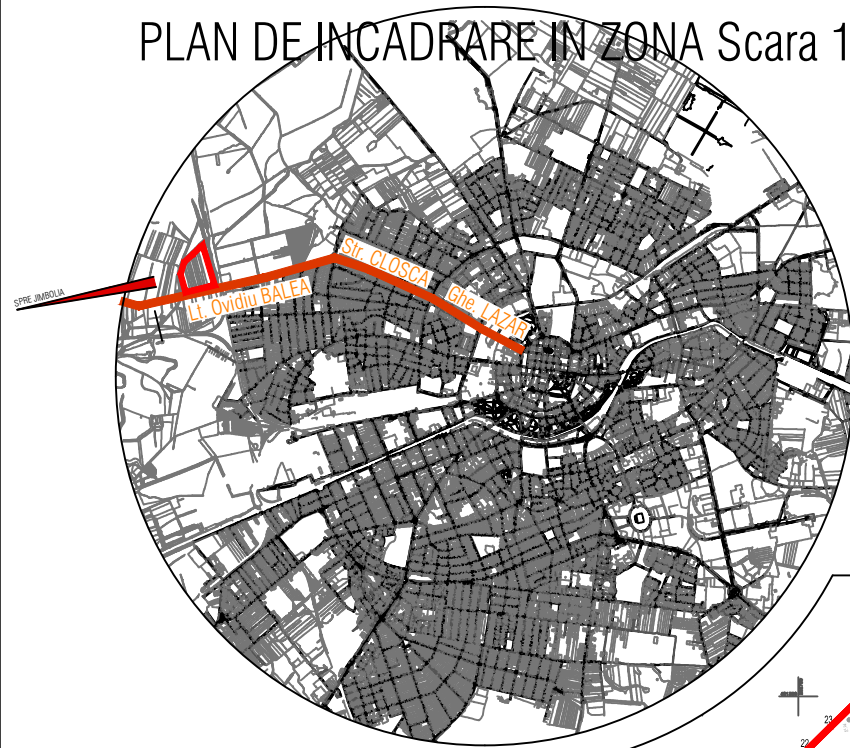 PLAN DE INCADRARE IN ZONA Scara 1
Str. CLOSCA
SPRE JIMBOLIA
Lt. Ovidiu BALEA
Ghe. LAZAR
23
22